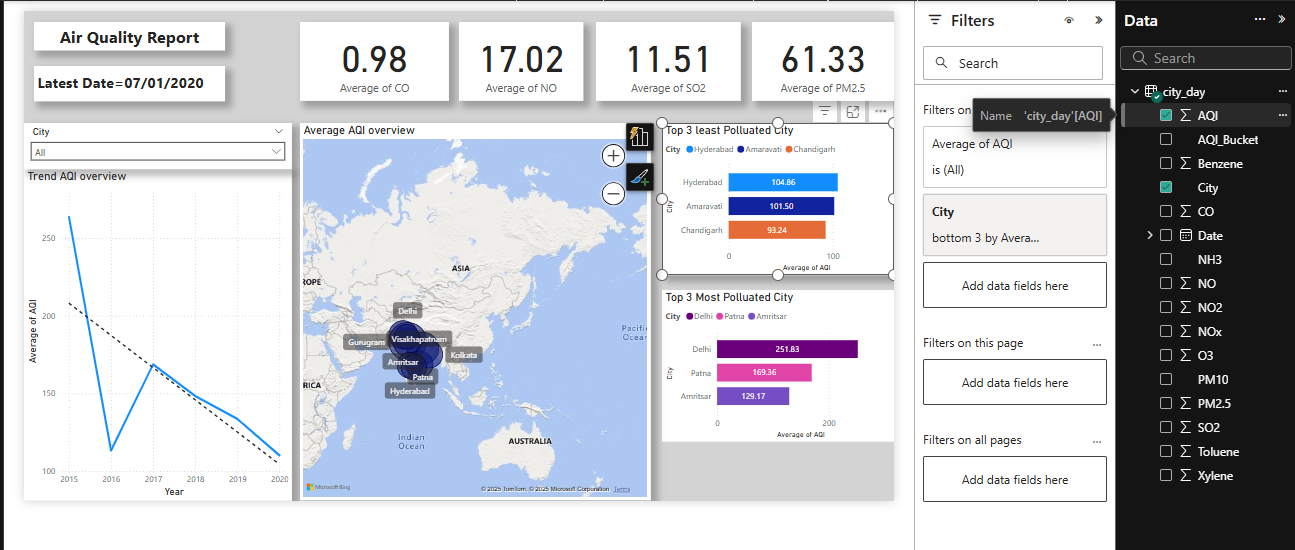 Air Quality Report
Latest Date=07/01/2020
0.98
Average of CO
17.02
Average of NO
11.51
Average of SO2
61.33
Average of PM2.5
City
All
Trend AQI overview
Average of AQI
250
200
150
100
2015 2016 2017 2018 2019 2020
Year
Average AQI overview
ASIA
Delhi
Gurugram
Visakhapatnam
Kolkata
Amritsar
Patna
Hyderabad
Pacific
Ocean
Indian
Ocean
AUSTRALIA
Microsoft Bing
© 2025 TomTom, © 2025 Microsoft Corporation Terms
Top 3 least Polluated City
City Hyderabad Amaravati Chandigarh
City
Hyderabad 104.86
Amaravati 101.50
Chandigarh 93.24
0 100
Average of AQI
Top 3 Most Polluated City
City Delhi Patna Amritsar
City
Delhi 251.83
Patna 169.36
Amritsar 129.17
0 200
Average of AQI
Filters
Search
Filters on
Average of AQI
is (All)
City
bottom 3 by Avera...
Add data fields here
Filters on this page ...
Add data fields here
Filters on all pages ...
Add data fields here
Name 'city_day'[AQI]
Data
Search
city_day
AQI
AQI_Bucket
Benzene
City
CO
Date
NH3
NO
NO2
NOx
O3
PM10
PM2.5
SO2
Toluene
Xylene